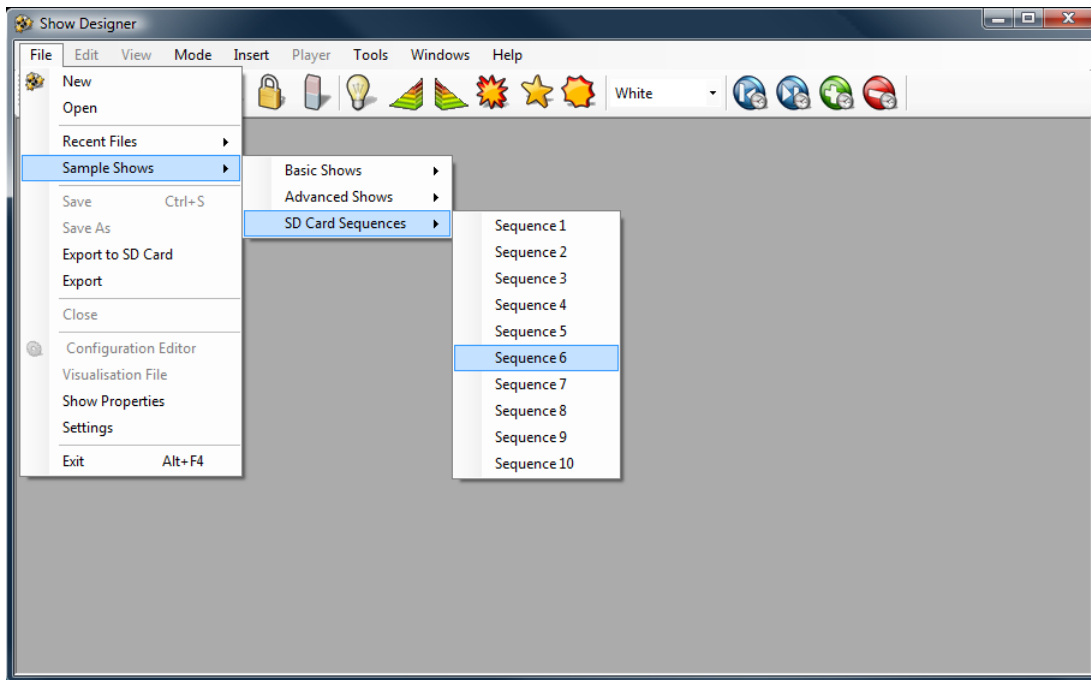 Show Designer
File Edit View Mode Insert Player Tools Windows Help
White
New
Open
Recent Files
Sample Shows
Save Ctrl+S
Save As
Export to SD Card
Export
Close
Configuration Editor
Visualisation File
Show Properties
Settings
Exit Alt+F4
Basic Shows
Advanced Shows
SD Card Sequences
Sequence 1
Sequence 2
Sequence 3
Sequence 4
Sequence 5
Sequence 6
Sequence 7
Sequence 8
Sequence 9
Sequence 10